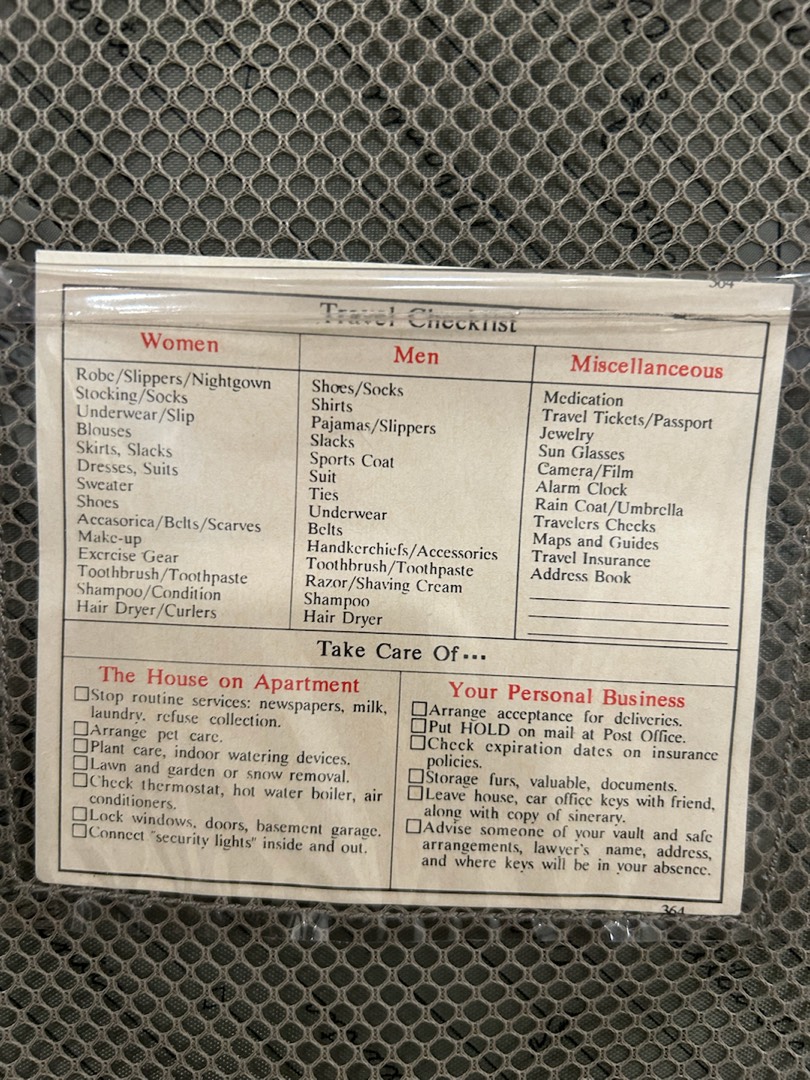 364
Travel Checklist
Women
Robe/Slippers/Nightgown
Stocking/Socks
Underwear/Slip
Blouses
Skirts, Slacks
Dresses, Suits
Sweater
Shoes
Accasorica/Belts/Scarves
Make-up
Exercise Gear
Toothbrush/Toothpaste
Shampoo/Condition
Hair Dryer/Curlers
Men
Shoes/Socks
Shirts
Pajamas/Slippers
Slacks
Sports Coat
Suit
Ties
Underwear
Belts
Handkerchiefs/Accessories
Toothbrush/Toothpaste
Razor/Shaving Cream
Shampoo
Hair Dryer
Miscellaneous
Medication
Travel Tickets/Passport
Jewelry
Sun Glasses
Camera/Film
Alarm Clock
Rain Coat/Umbrella
Travelers Checks
Maps and Guides
Travel Insurance
Address Book
Take Care Of...
The House on Apartment
Stop routine services: newspapers, milk,
laundry. refuse collection.
Arrange pet care.
Plant care, indoor watering devices.
Lawn and garden or snow removal.
Check thermostat, hot water boiler, air
conditioners.
Lock windows, doors, basement garage.
Connect "security lights" inside and out.
Your Personal Business
Arrange acceptance for deliveries.
Put HOLD on mail at Post Office.
Check expiration dates on insurance
policies.
Storage furs, valuable, documents.
Leave house, car office keys with friend,
along with copy of sinerary.
Advise someone of your vault and safe
arrangements, lawyer's name, address,
and where keys will be in your absence.
364